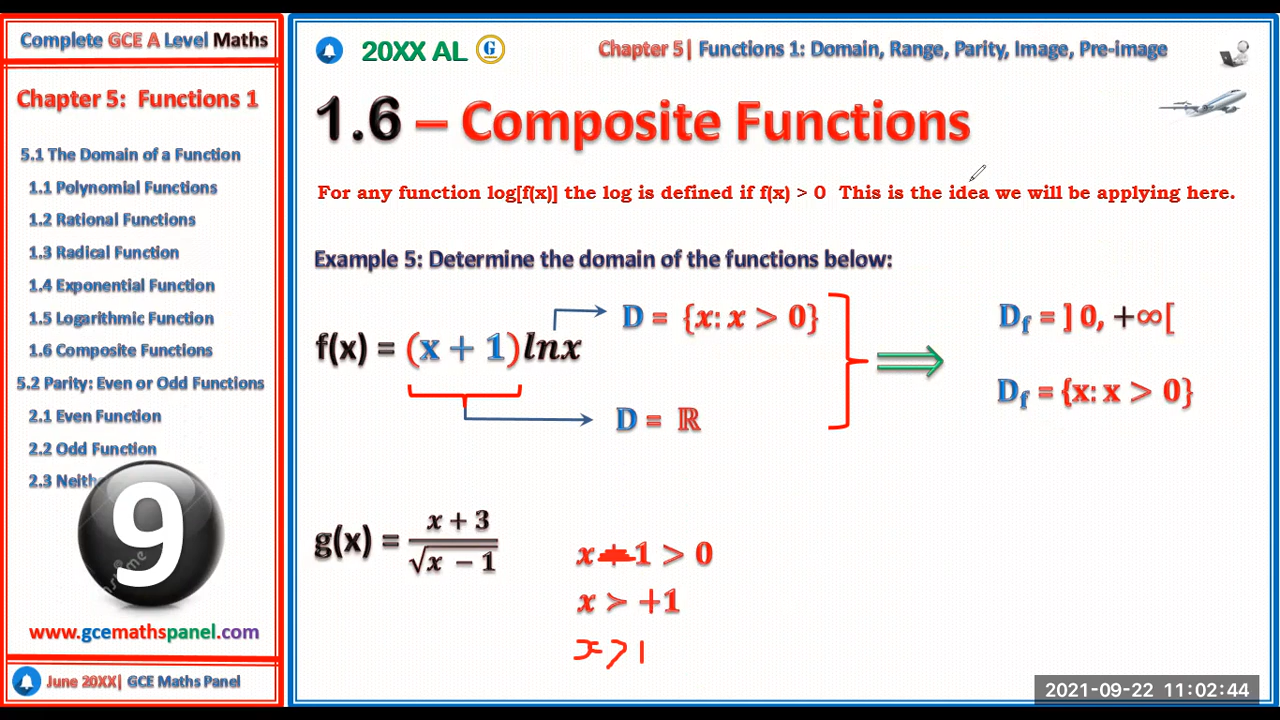 Complete GCE A Level Maths
Chapter 5: Functions 1
5.1 The Domain of a Function
1.1 Polynomial Functions
1.2 Rational Functions
1.3 Radical Function
1.4 Exponential Function
1.5 Logarithmic Function
1.6 Composite Functions
5.2 Parity: Even or Odd Functions
2.1 Even Function
2.2 Odd Function
2.3
9
www.gcemathspanel.com
June 20XX| GCE Maths Panel
20XX AL G
Chapter 5| Functions 1: Domain, Range, Parity, Image, Pre-image
1.6 – Composite Functions
For any function log[f(x)] the log is defined if f(x) > 0 This is the idea we will be applying here.
Example 5: Determine the domain of the functions below:
f(x) = (x + 1)lnx
D = {x: x > 0}
D = ℝ
D_f = ] 0, +∞[
D_f = {x: x > 0}
g(x) = (x + 3)/√(x − 1)
x − 1 > 0
x > +1
x > 1
2021-09-22 11:02:44